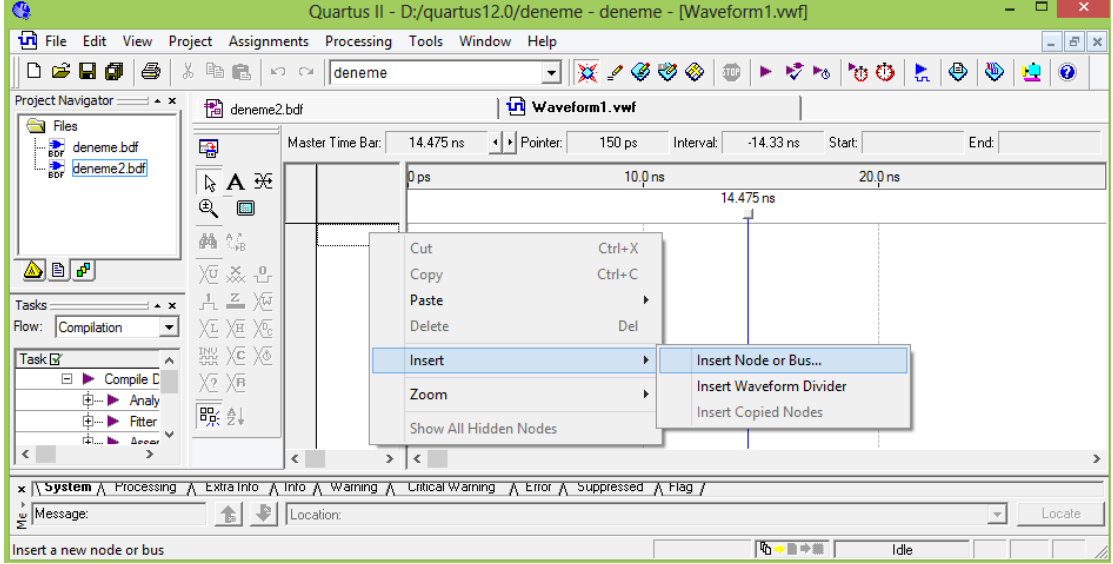 Quartus II - D:/quartus12.0/deneme - deneme - [Waveform1.vwf]
File Edit View Project Assignments Processing Tools Window Help
deneme
Project Navigator
Files
deneme.bdf
deneme2.bdf
deneme2.bdf
Waveform1.vwf
Master Time Bar: 14.475 ns Pointer: 150 ps Interval: -14.33 ns Start: End:
0 ps 10.0 ns 20.0 ns
14.475 ns
Cut Ctrl+X
Copy Ctrl+C
Paste
Delete Del
Insert
Zoom
Show All Hidden Nodes
Insert Node or Bus...
Insert Waveform Divider
Insert Copied Nodes
Tasks
Flow: Compilation
Task
Compile D
Analy
Fitter
System Processing Extra Info Info Warning Critical Warning Error Suppressed Flag
Message: Location: Locate
Insert a new node or bus Idle